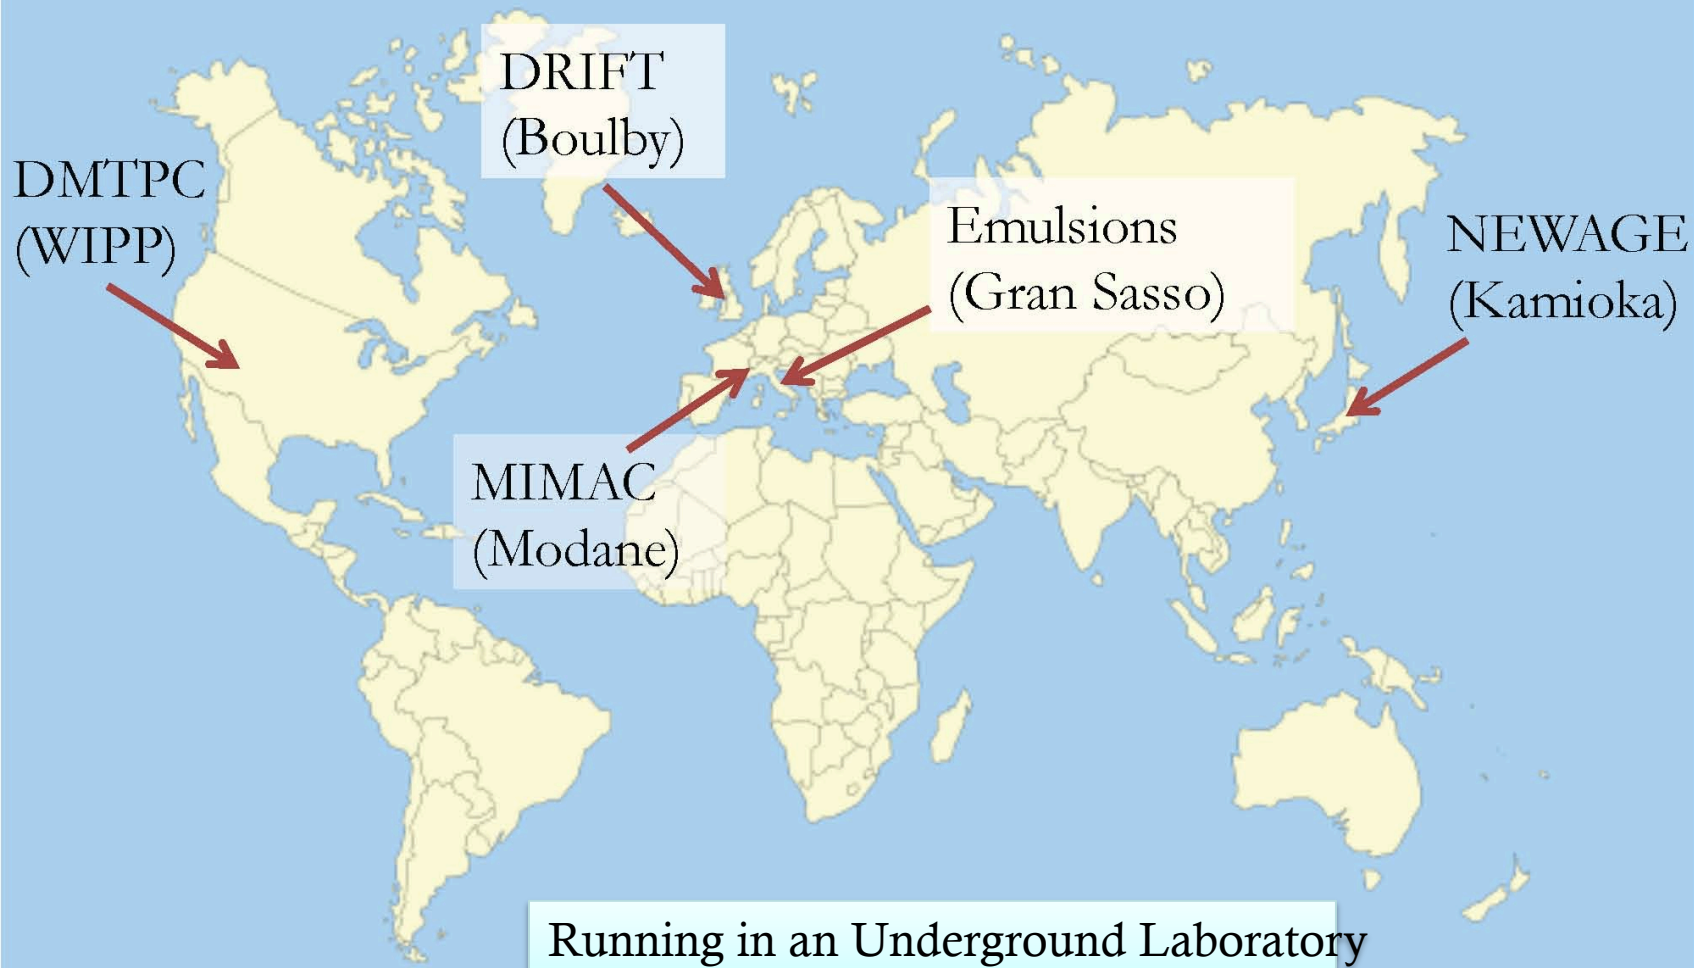 DRIFT
(Boulby)
DMTPC
(WIPP)
Emulsions
(Gran Sasso)
NEWAGE
(Kamioka)
MIMAC
(Modane)
Running in an Underground Laboratory